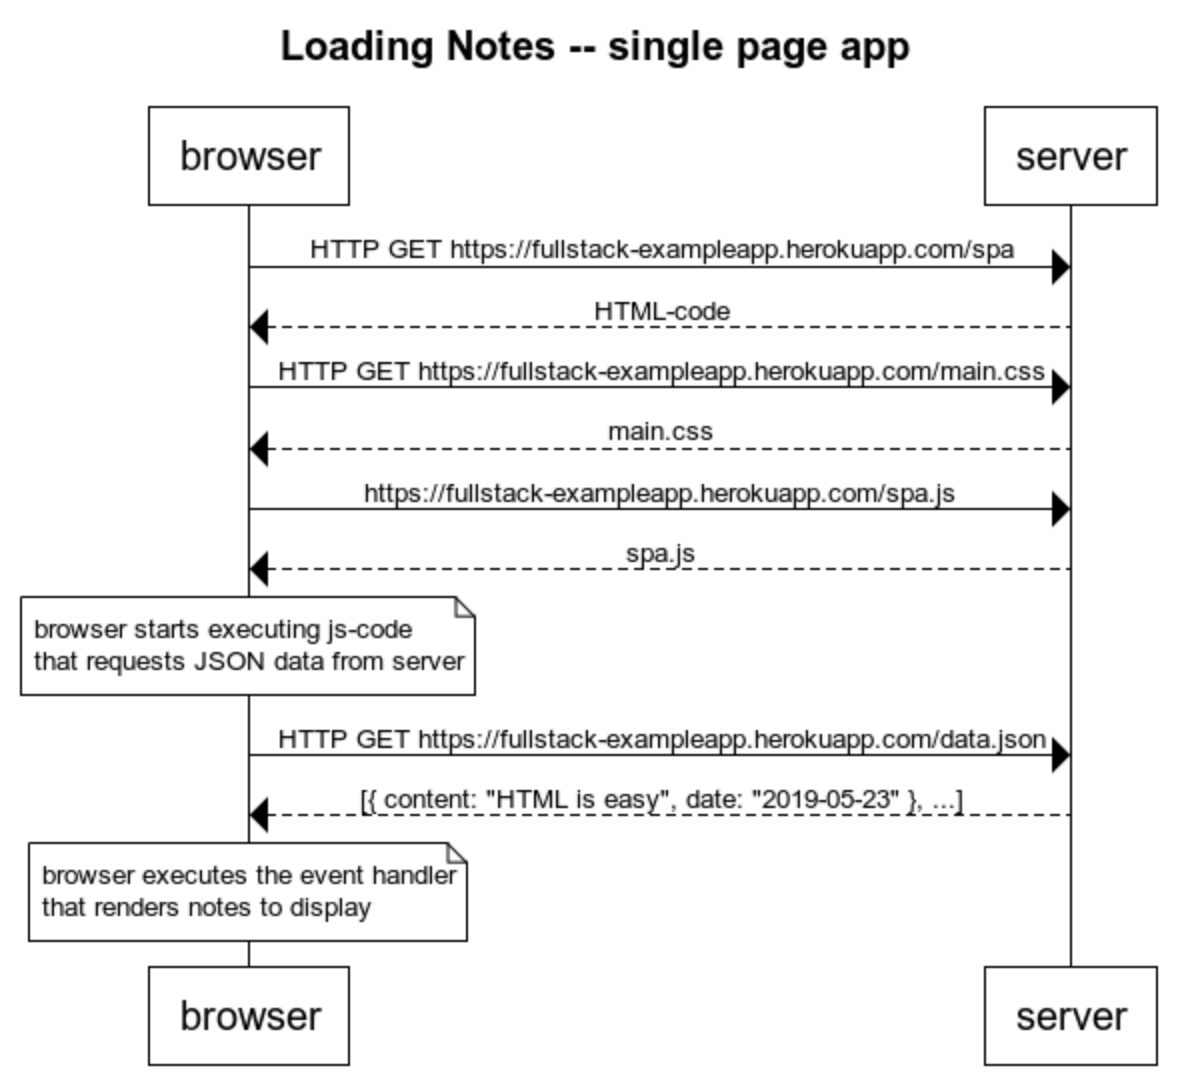 Loading Notes -- single page app
browser
server
HTTP GET https://fullstack-exampleapp.herokuapp.com/spa
HTML-code
HTTP GET https://fullstack-exampleapp.herokuapp.com/main.css
main.css
https://fullstack-exampleapp.herokuapp.com/spa.js
spa.js
browser starts executing js-code
that requests JSON data from server
HTTP GET https://fullstack-exampleapp.herokuapp.com/data.json
[{ content: "HTML is easy", date: "2019-05-23" }, ...]
browser executes the event handler
that renders notes to display
browser
server